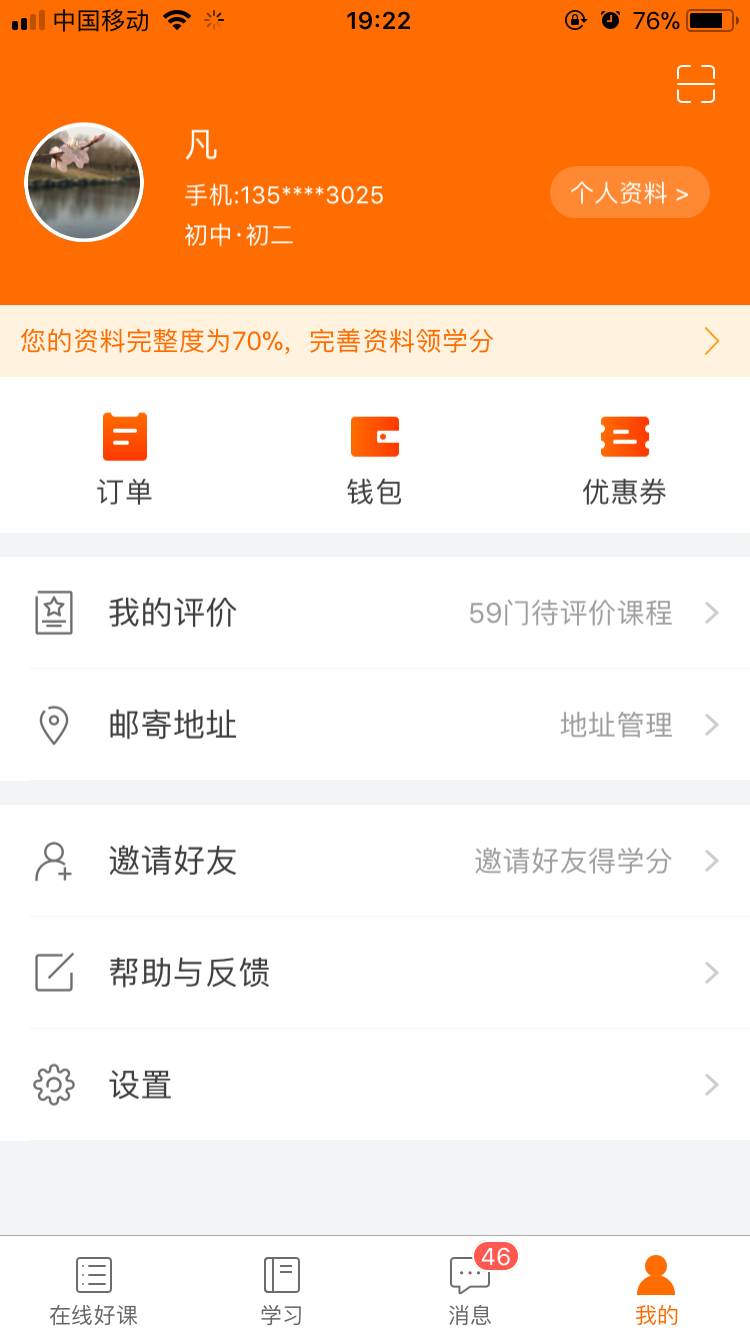 中国移动
19:22
76%
凡
手机:135****3025
个人资料 >
初中·初二
您的资料完整度为70%，完善资料领学分
订单
钱包
优惠券
我的评价
59门待评价课程
邮寄地址
地址管理
邀请好友
邀请好友得学分
帮助与反馈
设置
46
在线好课
学习
消息
我的